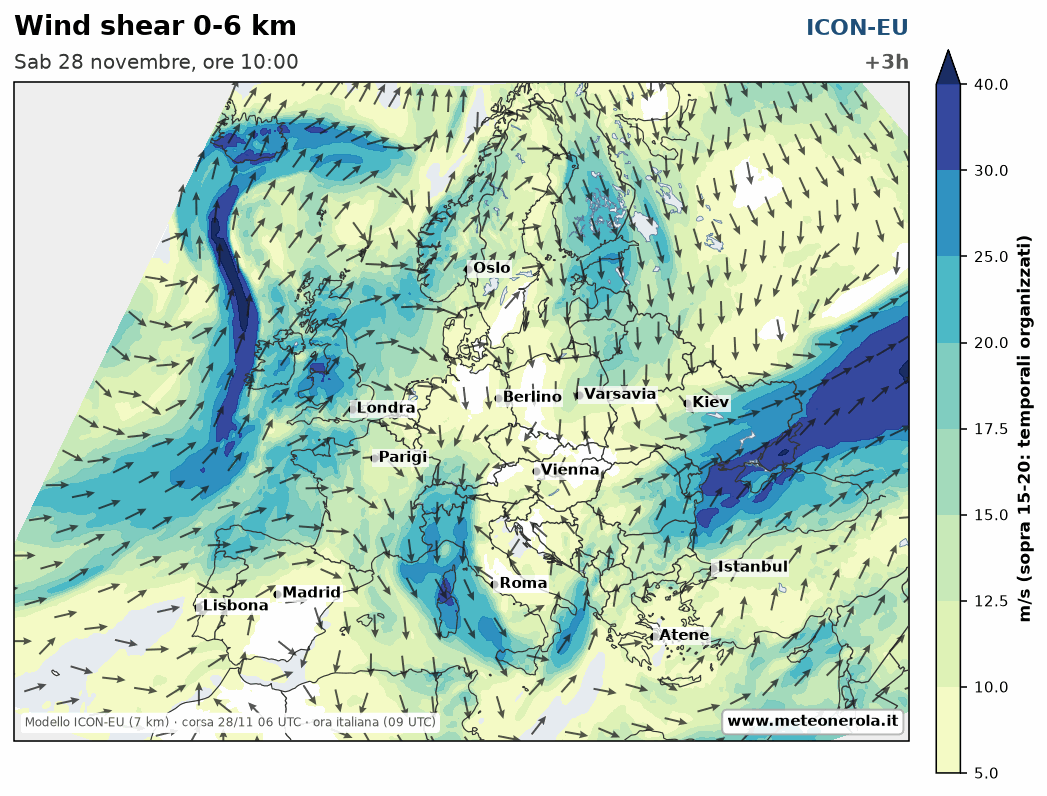 Wind shear 0-6 km
ICON-EU
Sab 28 novembre, ore 10:00
+3h
40.0
30.0
25.0
20.0
17.5
15.0
12.5
10.0
5.0
m/s (sopra 15-20: temporali organizzati)
Oslo
Berlino
Varsavia
Kiev
Londra
Parigi
Vienna
Istanbul
Roma
Madrid
Lisbona
Atene
Modello ICON-EU (7 km) · corsa 28/11 06 UTC · ora italiana (09 UTC)
www.meteonerola.it